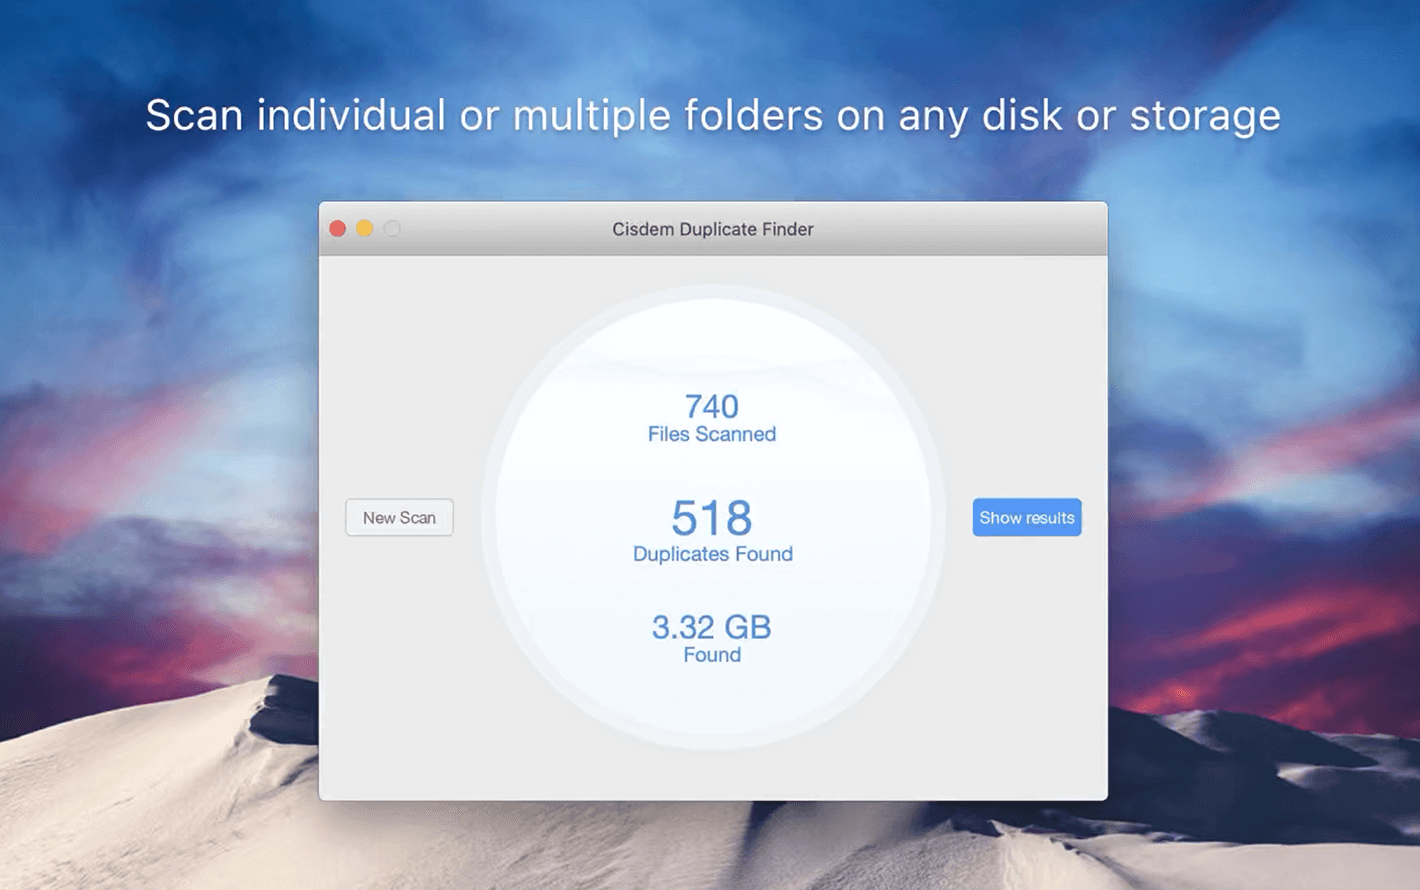 Scan individual or multiple folders on any disk or storage
Cisdem Duplicate Finder
740
Files Scanned
New Scan
518
Show results
Duplicates Found
3.32 GB
Found